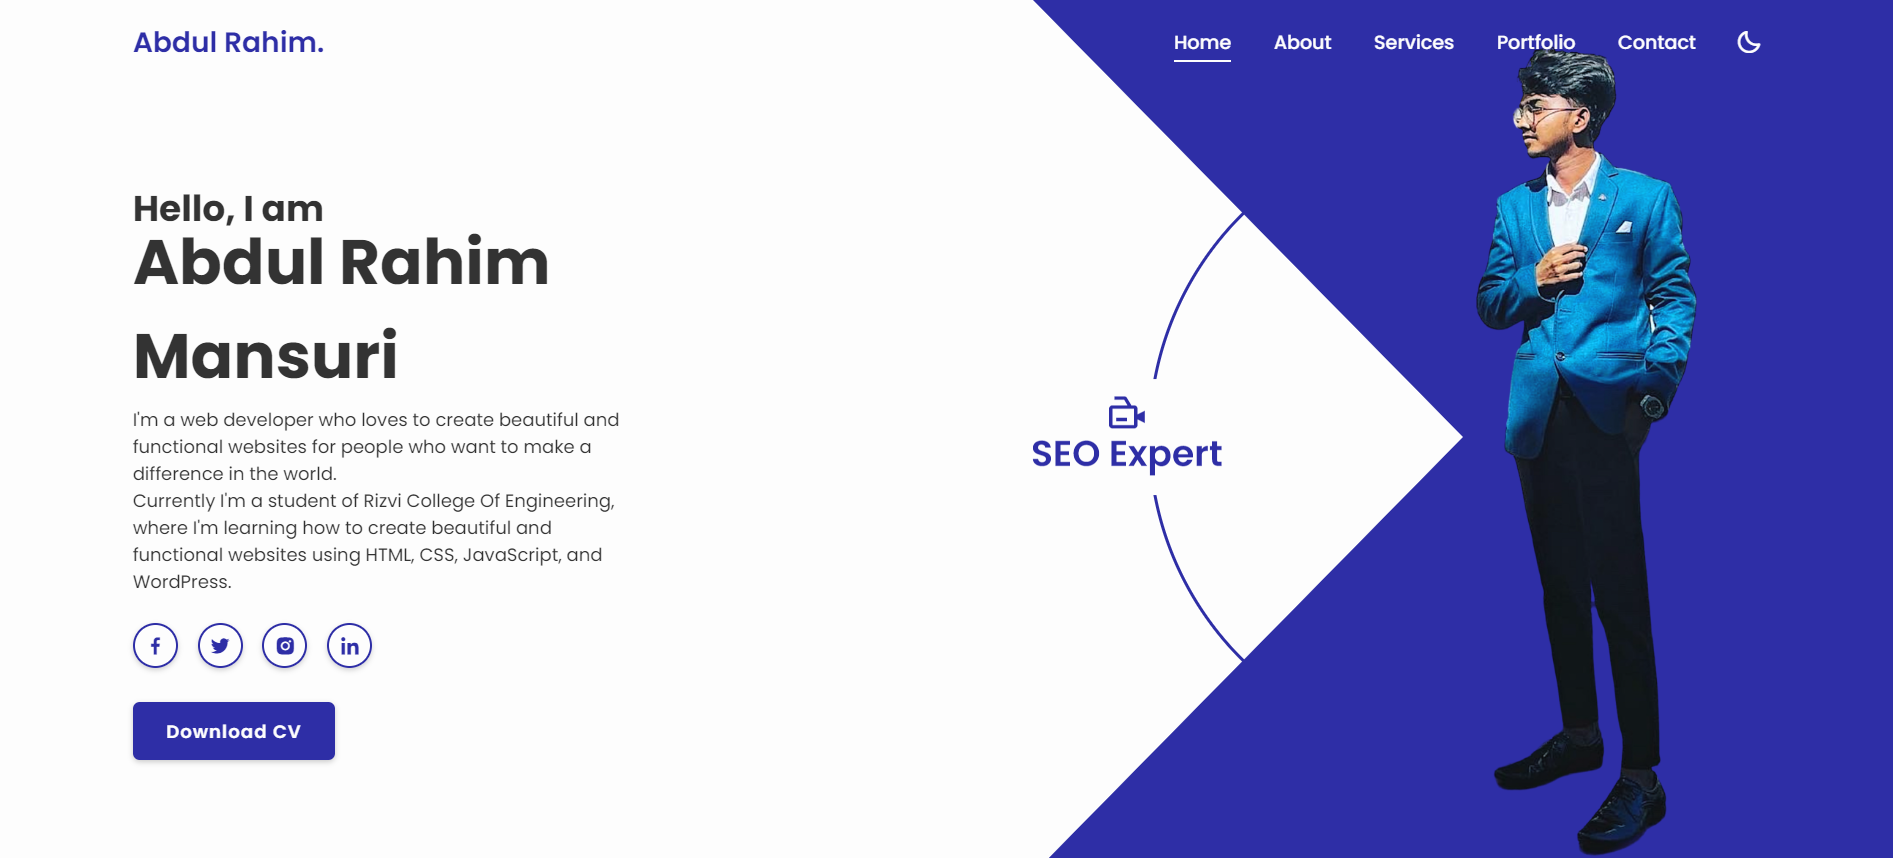 Abdul Rahim.
Home About Services Portfolio Contact
Hello, I am
Abdul Rahim
Mansuri
I'm a web developer who loves to create beautiful and
functional websites for people who want to make a
difference in the world.
Currently I'm a student of Rizvi College Of Engineering,
where I'm learning how to create beautiful and
functional websites using HTML, CSS, JavaScript, and
WordPress.
Download CV
SEO Expert